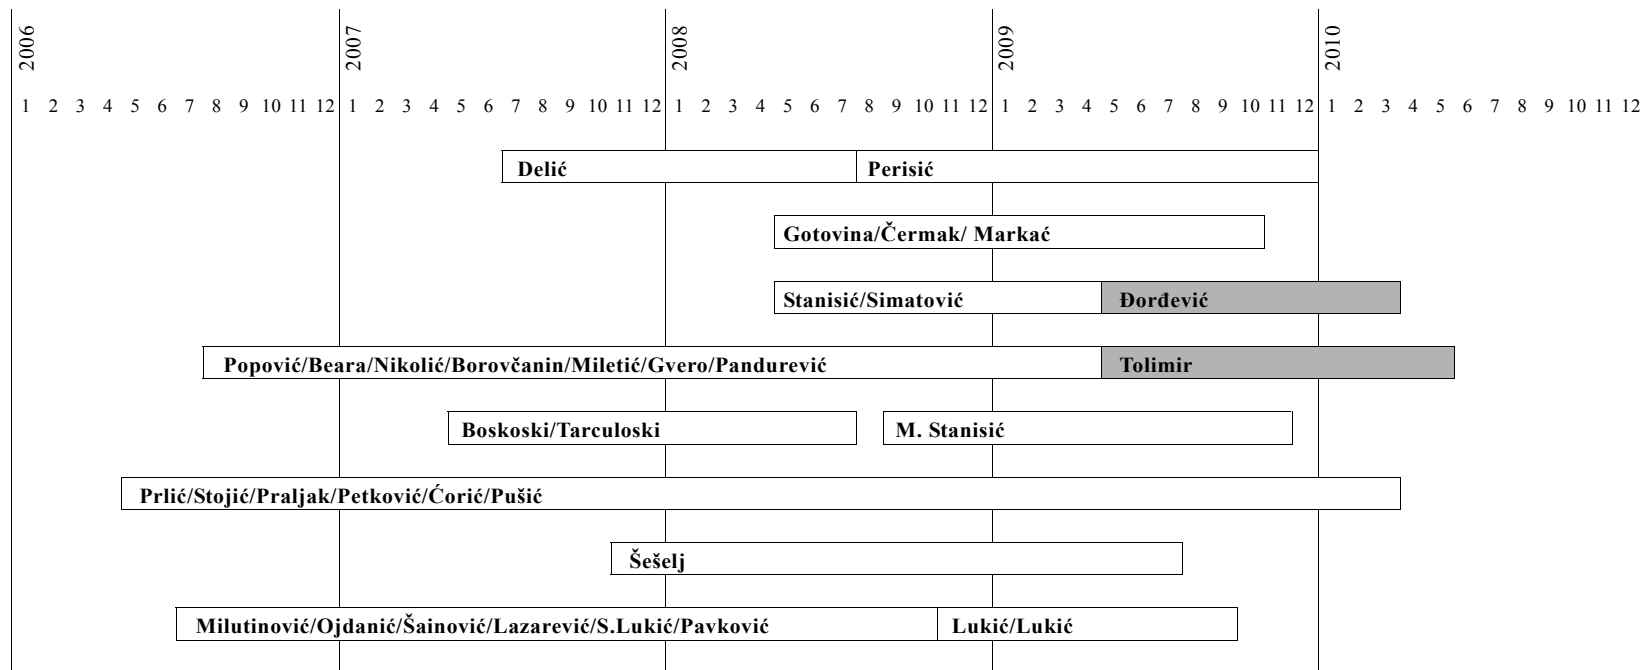 2006 2007 2008 2009 2010
1 2 3 4 5 6 7 8 9 10 11 12 1 2 3 4 5 6 7 8 9 10 11 12 1 2 3 4 5 6 7 8 9 10 11 12 1 2 3 4 5 6 7 8 9 10 11 12 1 2 3 4 5 6 7 8 9 10 11 12
Delić Perisić
Gotovina/Čermak/ Markać
Stanisić/Simatović Đorđević
Popović/Beara/Nikolić/Borovčanin/Miletić/Gvero/Pandurević Tolimir
Boskoski/Tarculoski M. Stanisić
Prlić/Stojić/Praljak/Petković/Ćorić/Pušić
Šešelj
Milutinović/Ojdanić/Šainović/Lazarević/S.Lukić/Pavković Lukić/Lukić